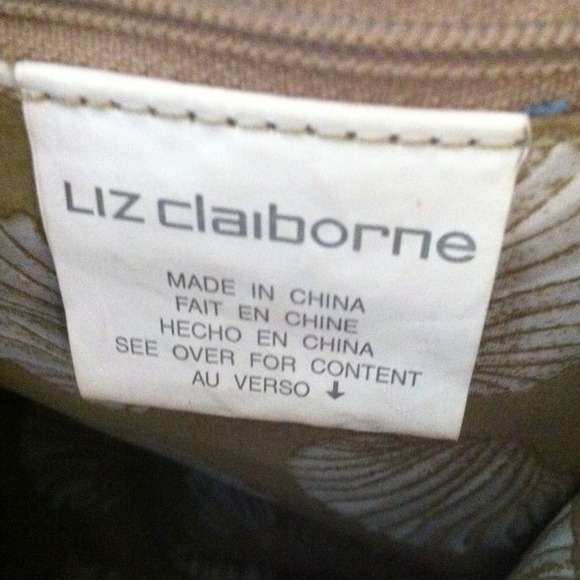 Liz claiborne
MADE IN CHINA
FAIT EN CHINE
HECHO EN CHINA
SEE OVER FOR CONTENT
AU VERSO ↓